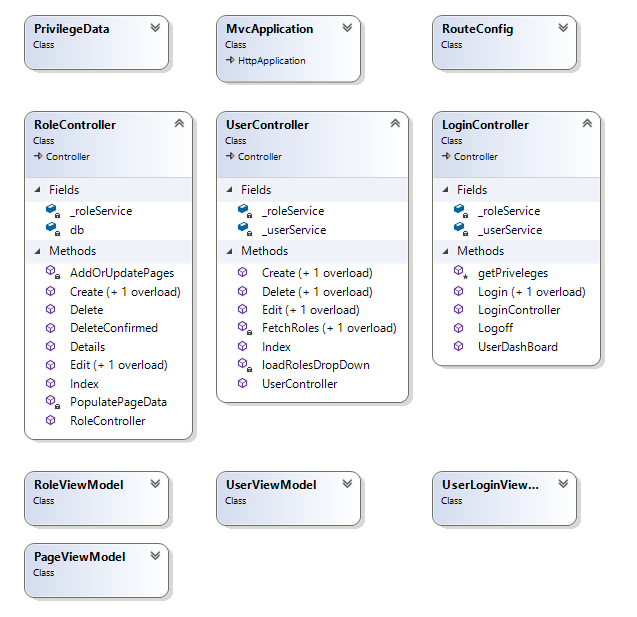 PrivilegeData
Class
MvcApplication
Class
HttpApplication
RouteConfig
Class
RoleController
Class
Controller
Fields
_roleService
db
Methods
AddOrUpdatePages
Create (+ 1 overload)
Delete
DeleteConfirmed
Details
Edit (+ 1 overload)
Index
PopulatePageData
RoleController
UserController
Class
Controller
Fields
_roleService
_userService
Methods
Create (+ 1 overload)
Delete (+ 1 overload)
Edit (+ 1 overload)
FetchRoles (+ 1 overload)
Index
loadRolesDropDown
UserController
LoginController
Class
Controller
Fields
_roleService
_userService
Methods
getPriveleges
Login (+ 1 overload)
LoginController
Logoff
UserDashBoard
RoleViewModel
Class
UserViewModel
Class
UserLoginView...
Class
PageViewModel
Class